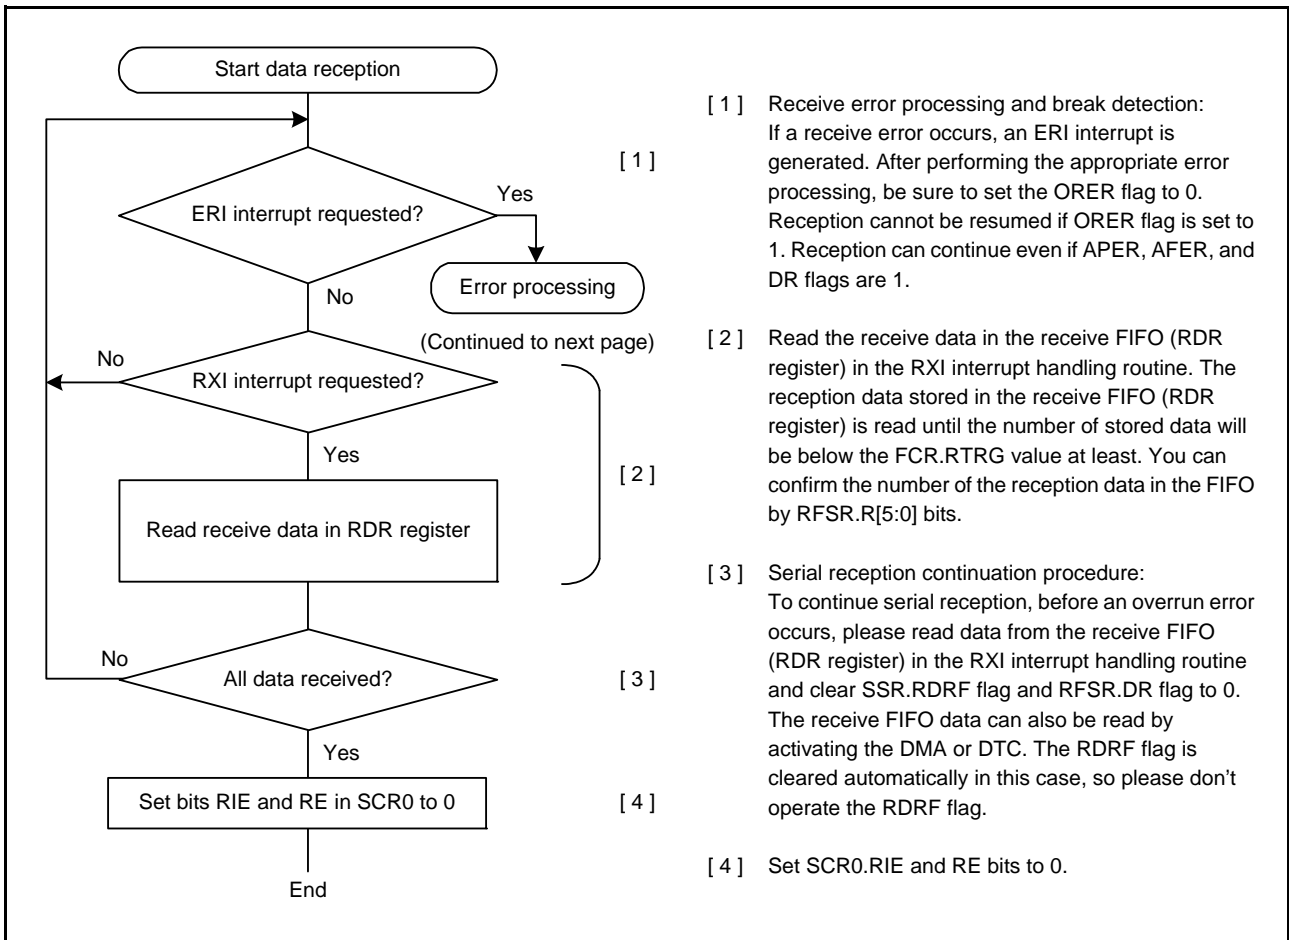 Start data reception
[ 1 ]
ERI interrupt requested?
Yes
Error processing
No
(Continued to next page)
No
RXI interrupt requested?
Yes
[ 2 ]
Read receive data in RDR register
No
All data received?
[ 3 ]
Yes
Set bits RIE and RE in SCR0 to 0
[ 4 ]
End
[ 1 ] Receive error processing and break detection:
If a receive error occurs, an ERI interrupt is
generated. After performing the appropriate error
processing, be sure to set the ORER flag to 0.
Reception cannot be resumed if ORER flag is set to
1. Reception can continue even if APER, AFER, and
DR flags are 1.
[ 2 ] Read the receive data in the receive FIFO (RDR
register) in the RXI interrupt handling routine. The
reception data stored in the receive FIFO (RDR
register) is read until the number of stored data will
be below the FCR.RTRG value at least. You can
confirm the number of the reception data in the FIFO
by RFSR.R[5:0] bits.
[ 3 ] Serial reception continuation procedure:
To continue serial reception, before an overrun error
occurs, please read data from the receive FIFO
(RDR register) in the RXI interrupt handling routine
and clear SSR.RDRF flag and RFSR.DR flag to 0.
The receive FIFO data can also be read by
activating the DMA or DTC. The RDRF flag is
cleared automatically in this case, so please don't
operate the RDRF flag.
[ 4 ] Set SCR0.RIE and RE bits to 0.